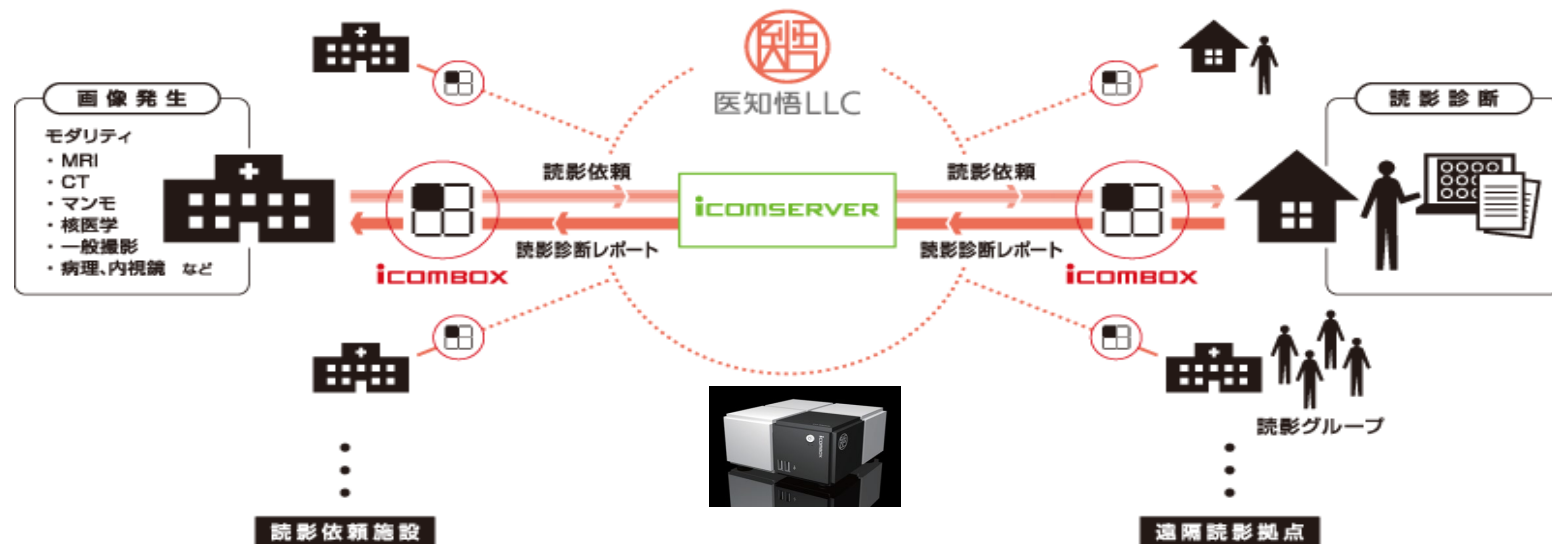 医知悟LLC
画像発生
モダリティ
・MRI
・CT
・マンモ
・核医学
・一般撮影
・病理、内視鏡 など
読影依頼
読影診断レポート
icomBOX
icomSERVER
読影依頼
読影診断レポート
icomBOX
読影診断
読影グループ
読影依頼施設
遠隔読影拠点